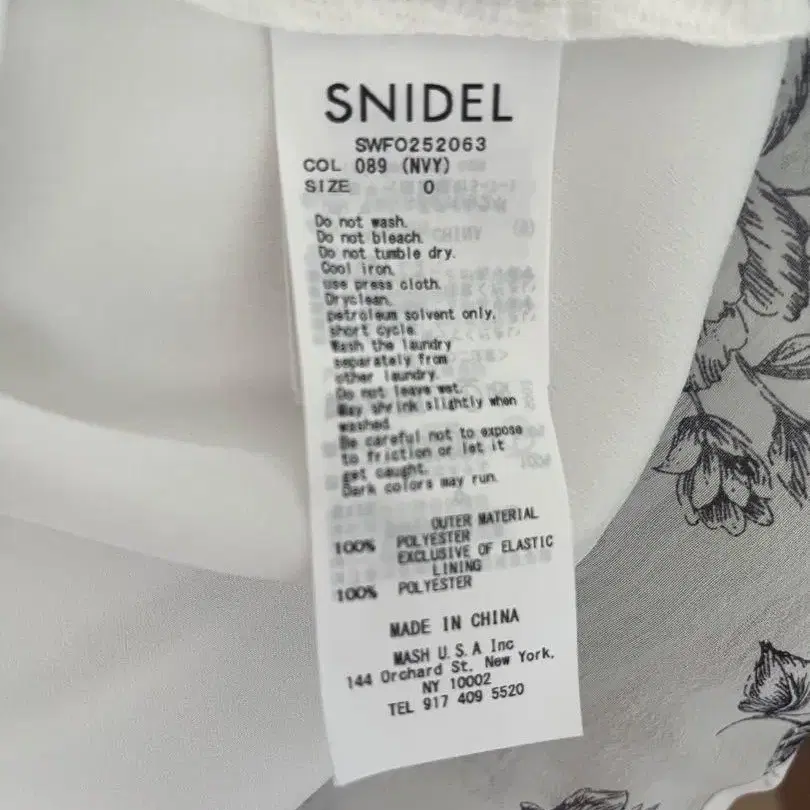 SNIDEL
SWFO252063
COL 089 (NVY)
SIZE 0
Do not wash.
Do not bleach.
Do not tumble dry.
Cool iron.
use press cloth.
Dryclean.
petroleum solvent only.
short cycle.
Wash the laundry
separately from
other laundry.
Do not leave wet.
May shrink slightly when
washed.
Be careful not to expose
to friction or let it
get caught.
Dark colors may run.
OUTER MATERIAL
100% POLYESTER
EXCLUSIVE OF ELASTIC
LINING
100% POLYESTER
MADE IN CHINA
MASH U.S.A Inc
144 Orchard St. New York,
NY 10002
TEL 917 409 5520